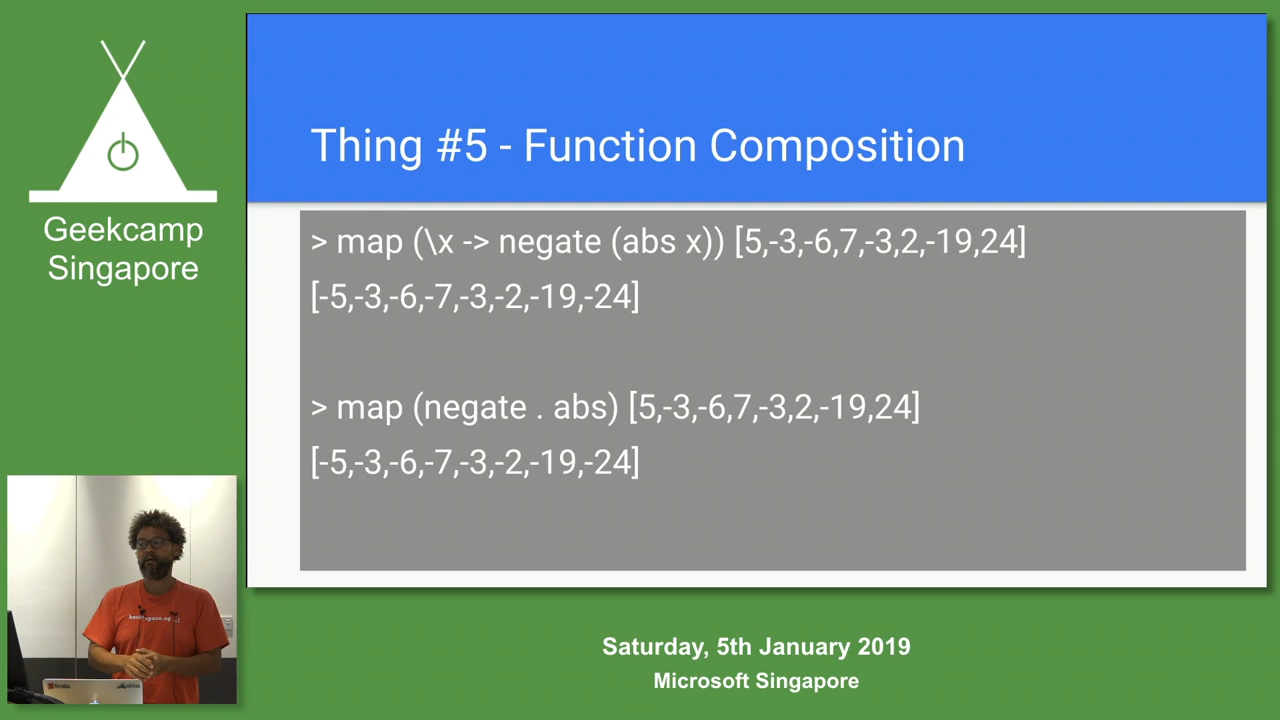 Geekcamp
Singapore
Thing #5 - Function Composition
> map (\x -> negate (abs x)) [5,-3,-6,7,-3,2,-19,24]
[-5,-3,-6,-7,-3,-2,-19,-24]
> map (negate . abs) [5,-3,-6,7,-3,2,-19,24]
[-5,-3,-6,-7,-3,-2,-19,-24]
Saturday, 5th January 2019
Microsoft Singapore